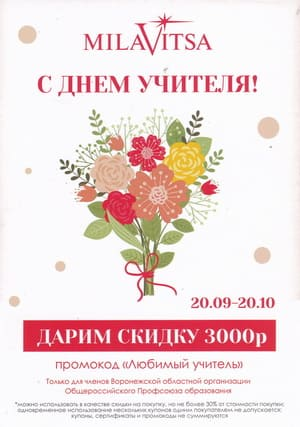 MILAVITSA
С ДНЕМ УЧИТЕЛЯ!
20.09-20.10
ДАРИМ СКИДКУ 3000р
промокод «Любимый учитель»
Только для членов Воронежской областной организации
Общероссийского Профсоюза образования
*можно использовать в качестве скидки на покупку, но не более 30% от стоимости покупки;
одновременное использование нескольких купонов одним покупателем не допускается;
купоны, сертификаты и промокоды не суммируются